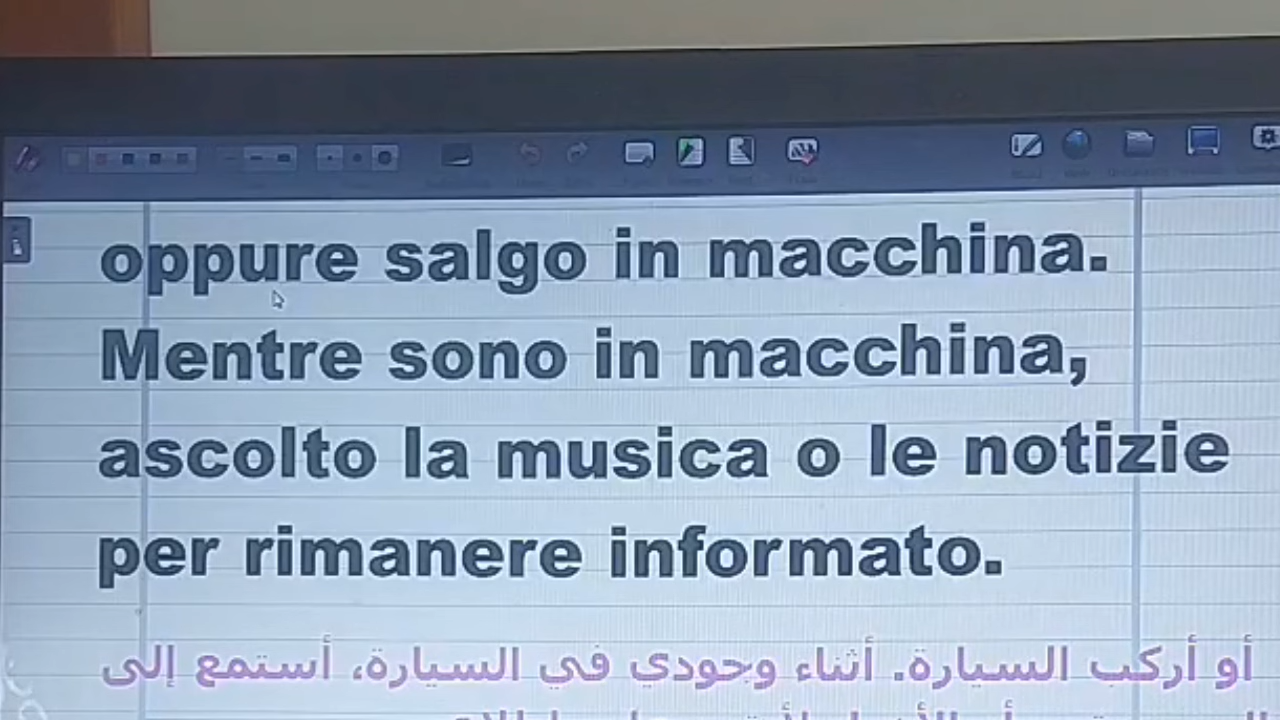 oppure salgo in macchina.
Mentre sono in macchina,
ascolto la musica o le notizie
per rimanere informato.
أو أركب السيارة. أثناء وجودي في السيارة، أستمع إلى